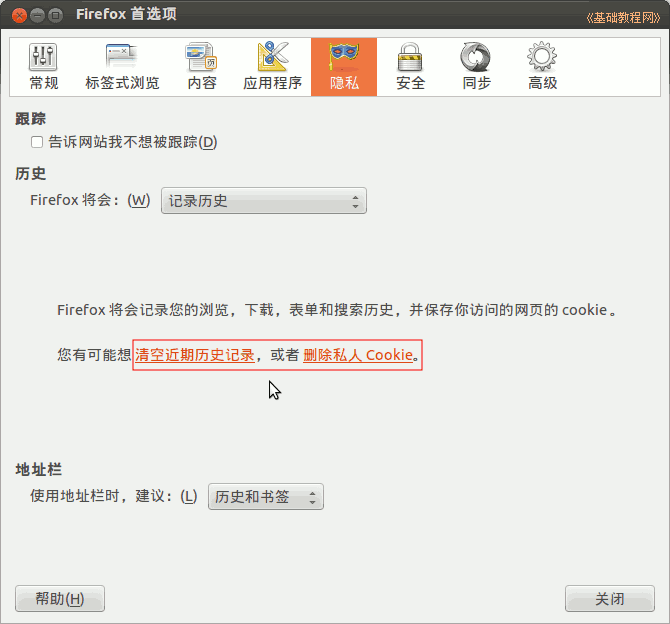 Firefox 首选项
《基础教程网》
常规 标签式浏览 内容 应用程序 隐私 安全 同步 高级
跟踪
告诉网站我不想被跟踪(D)
历史
Firefox 将会：(W) 记录历史
Firefox 将会记录您的浏览，下载，表单和搜索历史，并保存你访问的网页的 cookie 。
您有可能想 清空近期历史记录，或者 删除私人 Cookie。
地址栏
使用地址栏时，建议：(L) 历史和书签
帮助(H) 关闭